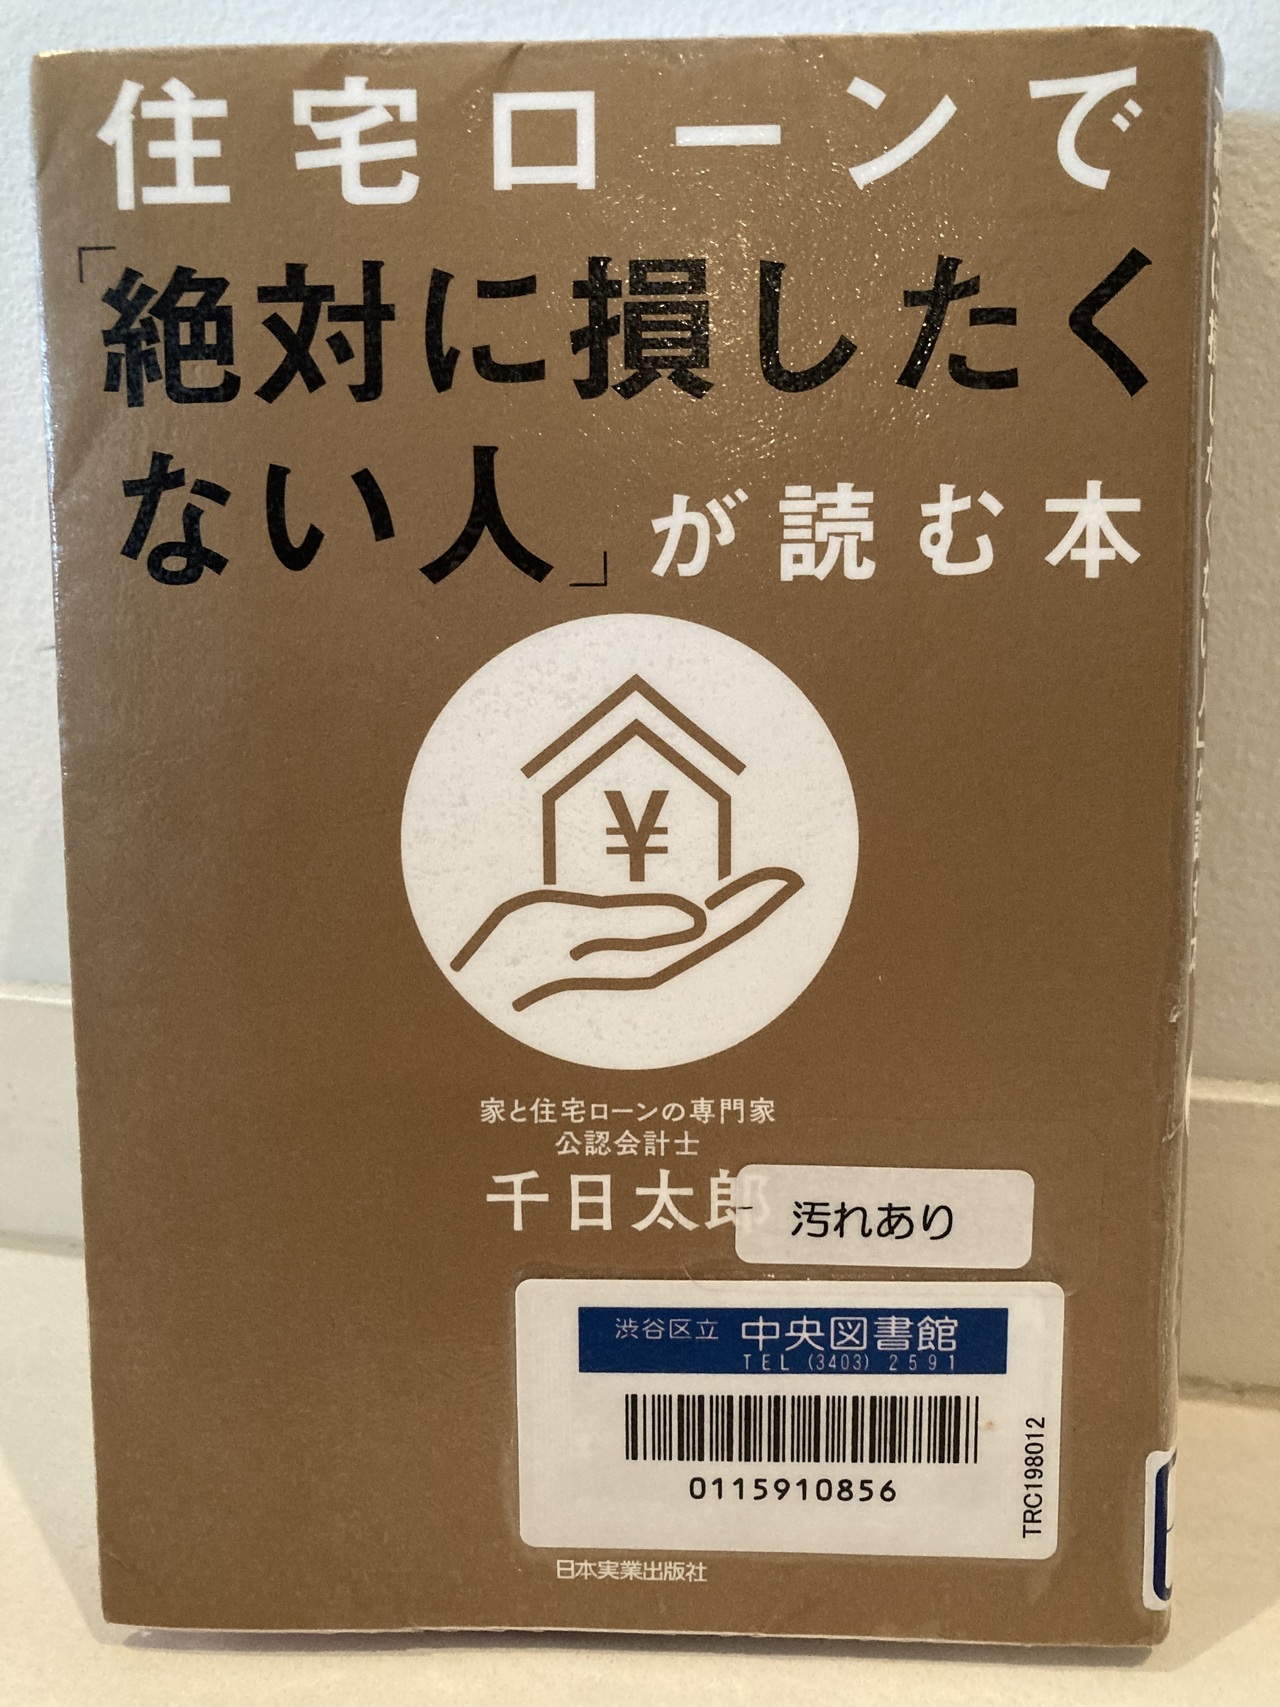 住宅ローンで
「絶対に損したく
ない人」が読む本
¥
家と住宅ローンの専門家
公認会計士
千日太郎
汚れあり
渋谷区立 中央図書館
TEL (3403) 2591
0115910856
TRC198012
日本実業出版社